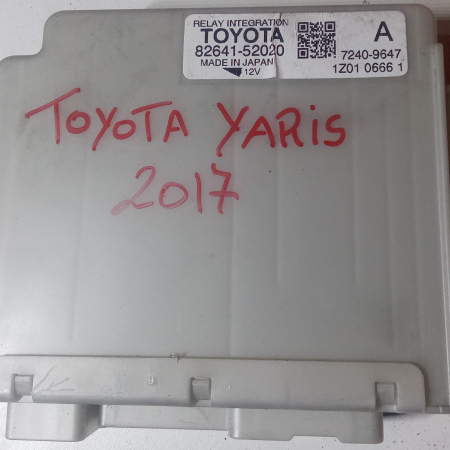 RELAY INTEGRATION
TOYOTA
82641-52020
MADE IN JAPAN
12V
A
7240-9647
1Z01 0666 1
TOYOTA YARIS
2017